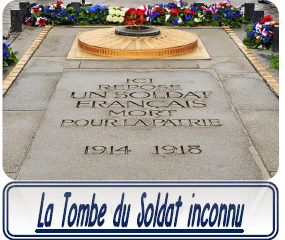 ICI
REPOSE
UN SOLDAT
FRANÇAIS
MORT
POUR LA PATRIE
1914 1918
La Tombe du Soldat inconnu